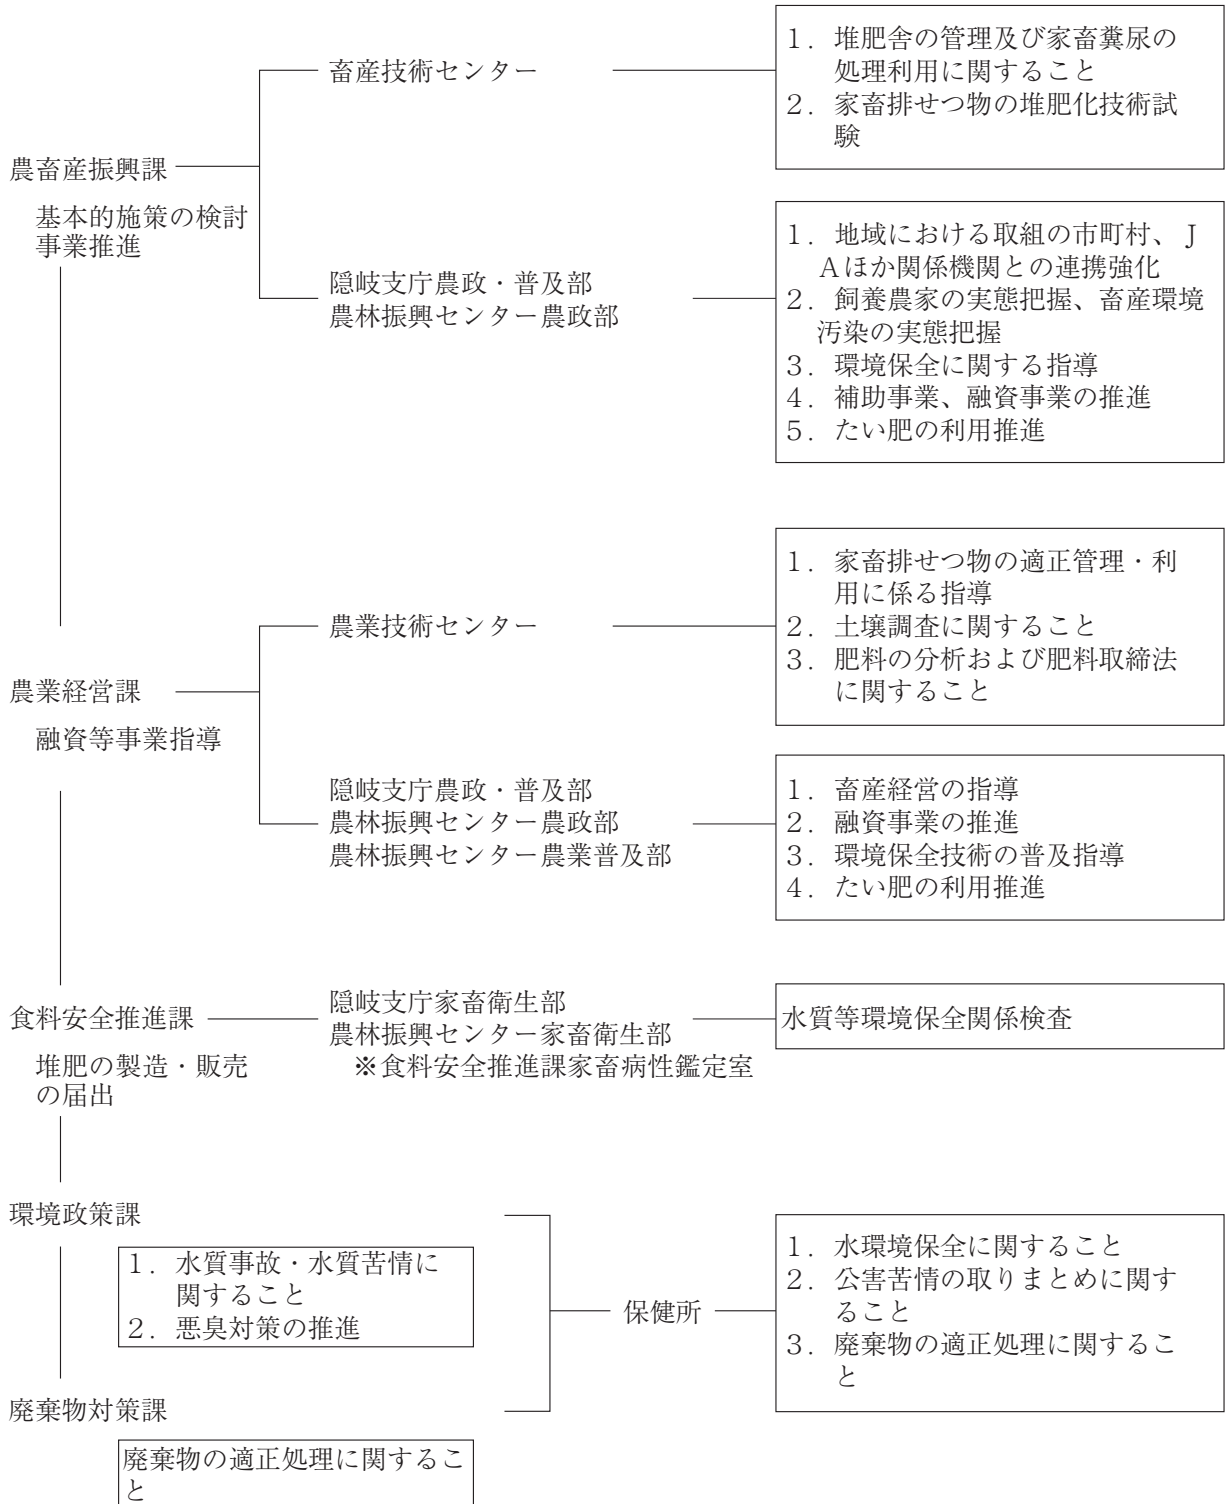 農畜産振興課
基本的施策の検討
事業推進
畜産技術センター
１．堆肥舎の管理及び家畜糞尿の
処理利用に関すること
２．家畜排せつ物の堆肥化技術試
験
隠岐支庁農政・普及部
農林振興センター農政部
１．地域における取組の市町村、Ｊ
Ａほか関係機関との連携強化
２．飼養農家の実態把握、畜産環境
汚染の実態把握
３．環境保全に関する指導
４．補助事業、融資事業の推進
５．たい肥の利用推進
農業経営課
融資等事業指導
農業技術センター
１．家畜排せつ物の適正管理・利
用に係る指導
２．土壌調査に関すること
３．肥料の分析および肥料取締法
に関すること
隠岐支庁農政・普及部
農林振興センター農政部
農林振興センター農業普及部
１．畜産経営の指導
２．融資事業の推進
３．環境保全技術の普及指導
４．たい肥の利用推進
食料安全推進課
堆肥の製造・販売
の届出
隠岐支庁家畜衛生部
農林振興センター家畜衛生部
※食料安全推進課家畜病性鑑定室
水質等環境保全関係検査
環境政策課
１．水質事故・水質苦情に
関すること
２．悪臭対策の推進
廃棄物対策課
廃棄物の適正処理に関するこ
と
保健所
１．水環境保全に関すること
２．公害苦情の取りまとめに関す
ること
３．廃棄物の適正処理に関するこ
と